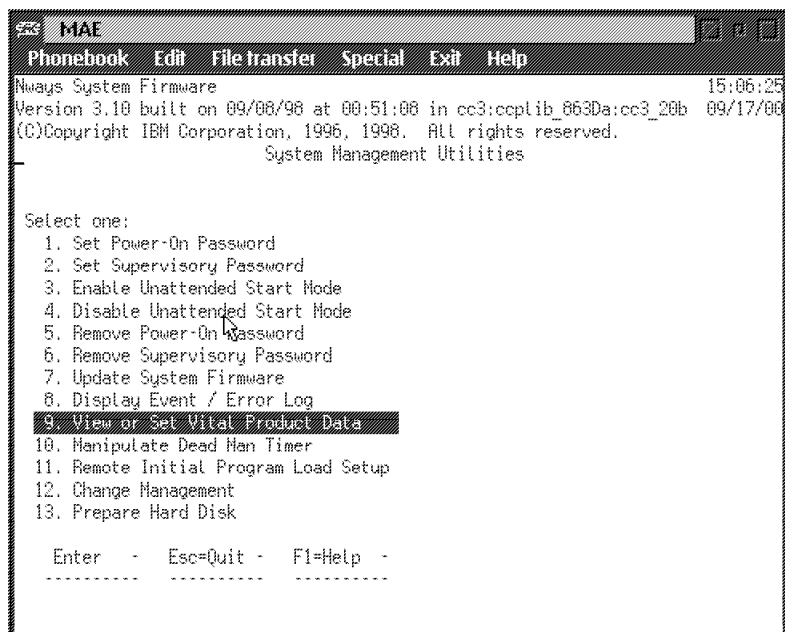 MAE
Phonebook Edit File transfer Special Exit Help
Nways System Firmware 15:06:25
Version 3.10 built on 09/08/98 at 00:51:08 in cc3:ccplib_863Da:cc3_20b 09/17/00
(C)Copyright IBM Corporation, 1996, 1998. All rights reserved.
System Management Utilities
Select one:
1. Set Power-On Password
2. Set Supervisory Password
3. Enable Unattended Start Mode
4. Disable Unattended Start Mode
5. Remove Power-On Password
6. Remove Supervisory Password
7. Update System Firmware
8. Display Event / Error Log
9. View or Set Vital Product Data
10. Manipulate Dead Man Timer
11. Remote Initial Program Load Setup
12. Change Management
13. Prepare Hard Disk
Enter - Esc=Quit - F1=Help -
---------- ---------- ----------